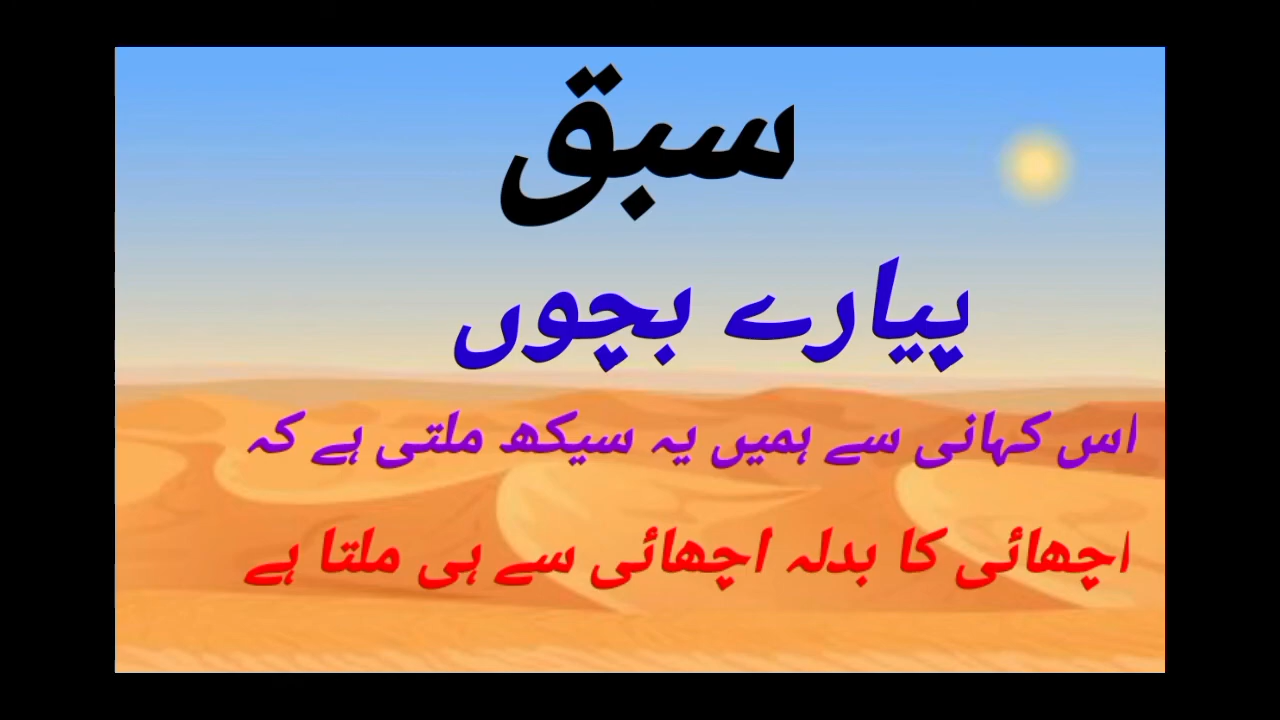 سبق
پیارے بچوں
اس کہانی سے ہمیں یہ سیکھ ملتی ہے کہ
اچھائی کا بدلہ اچھائی سے ہی ملتا ہے